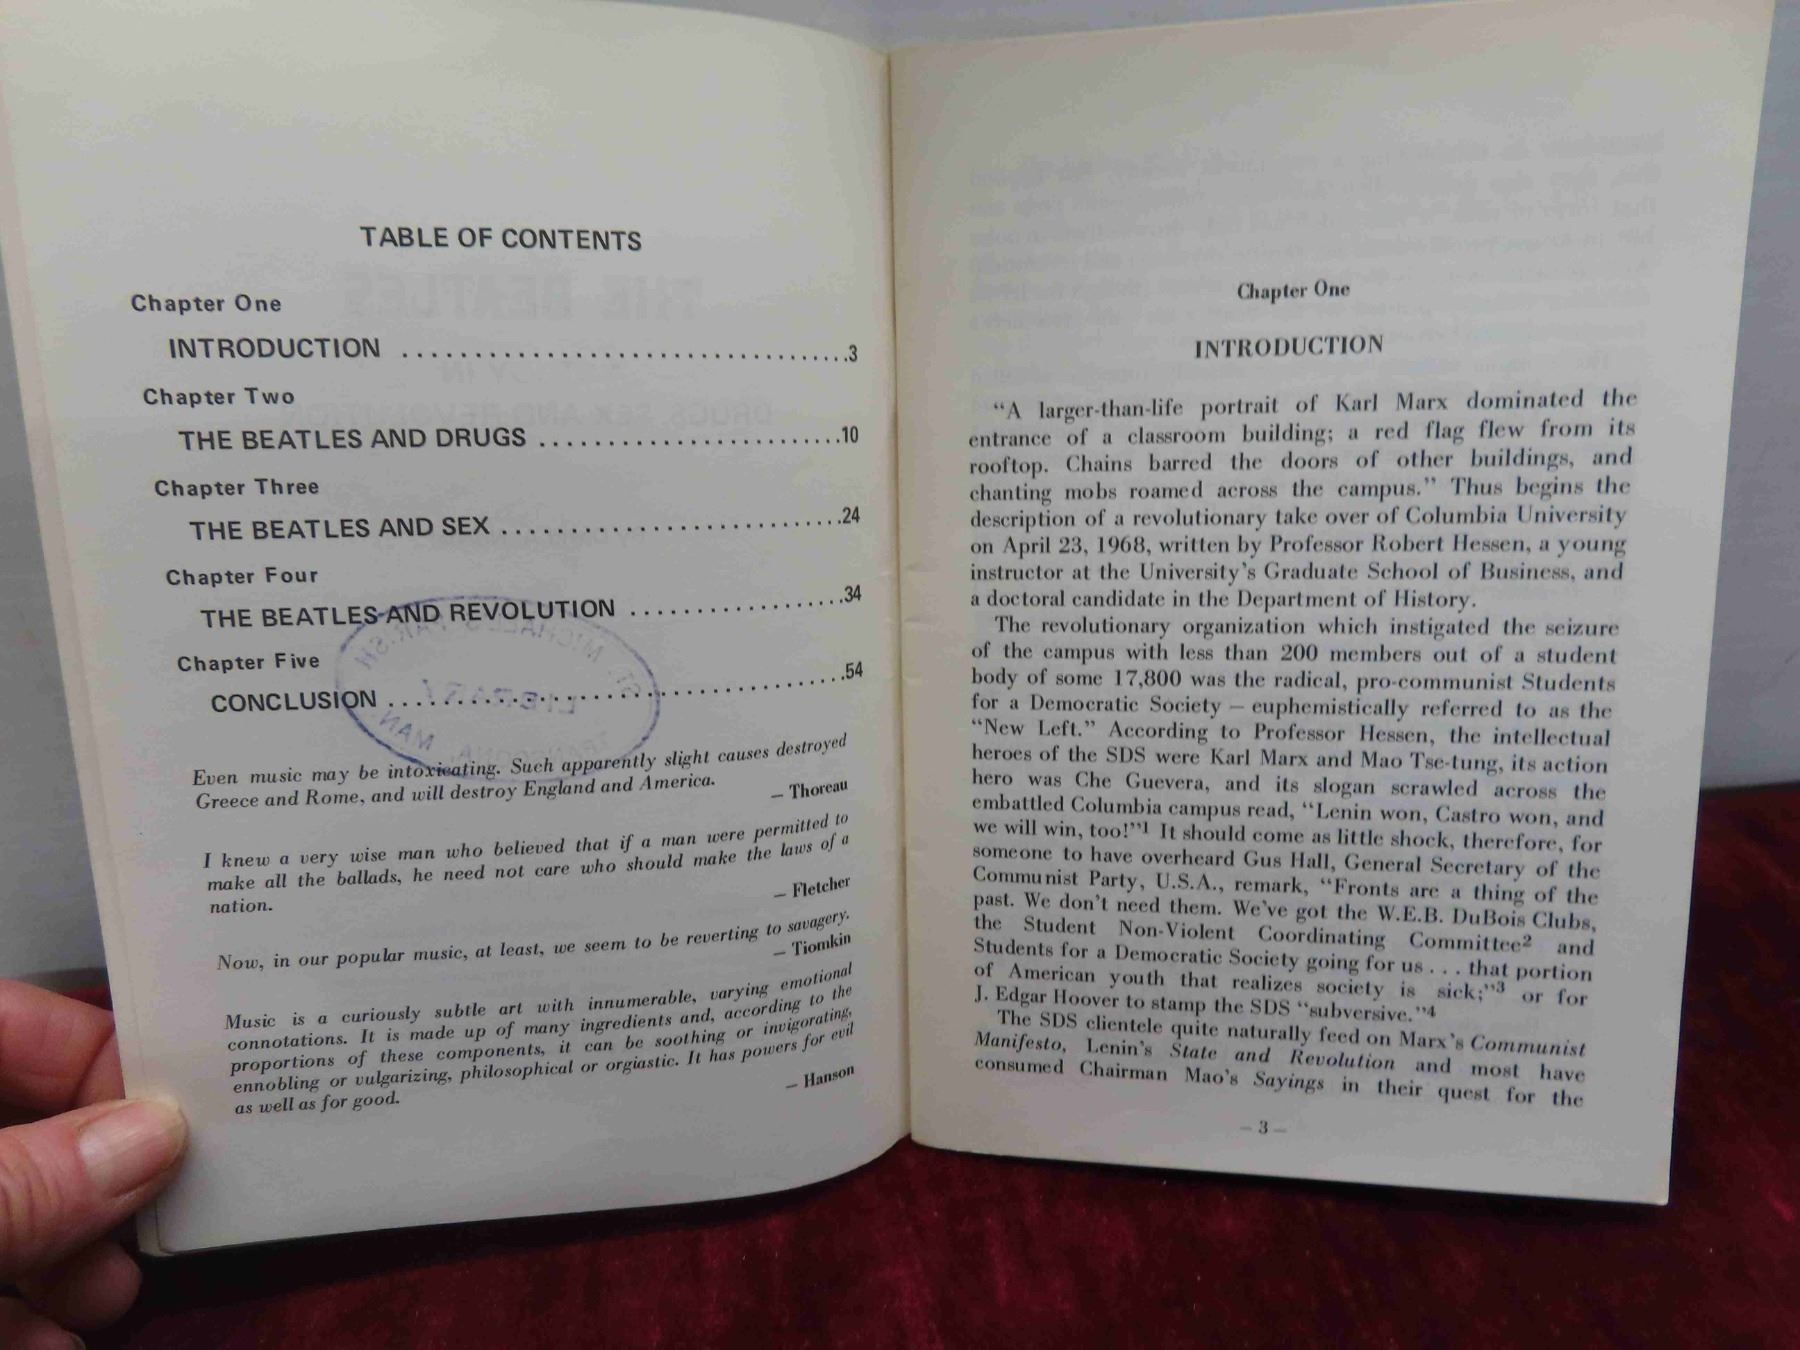 TABLE OF CONTENTS
Chapter One
INTRODUCTION ................................3
Chapter Two
THE BEATLES AND DRUGS .......................10
Chapter Three
THE BEATLES AND SEX ..........................24
Chapter Four
THE BEATLES AND REVOLUTION .................34
Chapter Five
CONCLUSION ..................................54
Even music may be intoxicating. Such apparently slight causes destroyed
Greece and Rome, and will destroy England and America.
— Thoreau
I knew a very wise man who believed that if a man were permitted to
make all the ballads, he need not care who should make the laws of a
nation.
— Fletcher
Now, in our popular music, at least, we seem to be reverting to savagery.
— Tiomkin
Music is a curiously subtle art with innumerable, varying emotional
connotations. It is made up of many ingredients and, according to the
proportions of these components, it can be soothing or invigorating,
ennobling or vulgarizing, philosophical or orgiastic. It has powers for evil
as well as for good.
— Hanson
Chapter One
INTRODUCTION
“A larger-than-life portrait of Karl Marx dominated the
entrance of a classroom building; a red flag flew from its
rooftop. Chains barred the doors of other buildings, and
chanting mobs roamed across the campus.” Thus begins the
description of a revolutionary take over of Columbia University
on April 23, 1968, written by Professor Robert Hessen, a young
instructor at the University’s Graduate School of Business, and
a doctoral candidate in the Department of History.
The revolutionary organization which instigated the seizure
of the campus with less than 200 members out of a student
body of some 17,800 was the radical, pro-communist Students
for a Democratic Society – euphemistically referred to as the
“New Left.” According to Professor Hessen, the intellectual
heroes of the SDS were Karl Marx and Mao Tse-tung, its action
hero was Che Guevera, and its slogan scrawled across the
embattled Columbia campus read, “Lenin won, Castro won, and
we will win, too!”1 It should come as little shock, therefore, for
someone to have overheard Gus Hall, General Secretary of the
Communist Party, U.S.A., remark, “Fronts are a thing of the
past. We don’t need them. We’ve got the W.E.B. DuBois Clubs,
the Student Non-Violent Coordinating Committee2 and
Students for a Democratic Society going for us . . . that portion
of American youth that realizes society is sick;”3 or for
J. Edgar Hoover to stamp the SDS “subversive.”4
The SDS clientele quite naturally feed on Marx’s Communist
Manifesto, Lenin’s State and Revolution and most have
consumed Chairman Mao’s Sayings in their quest for the
– 3 –